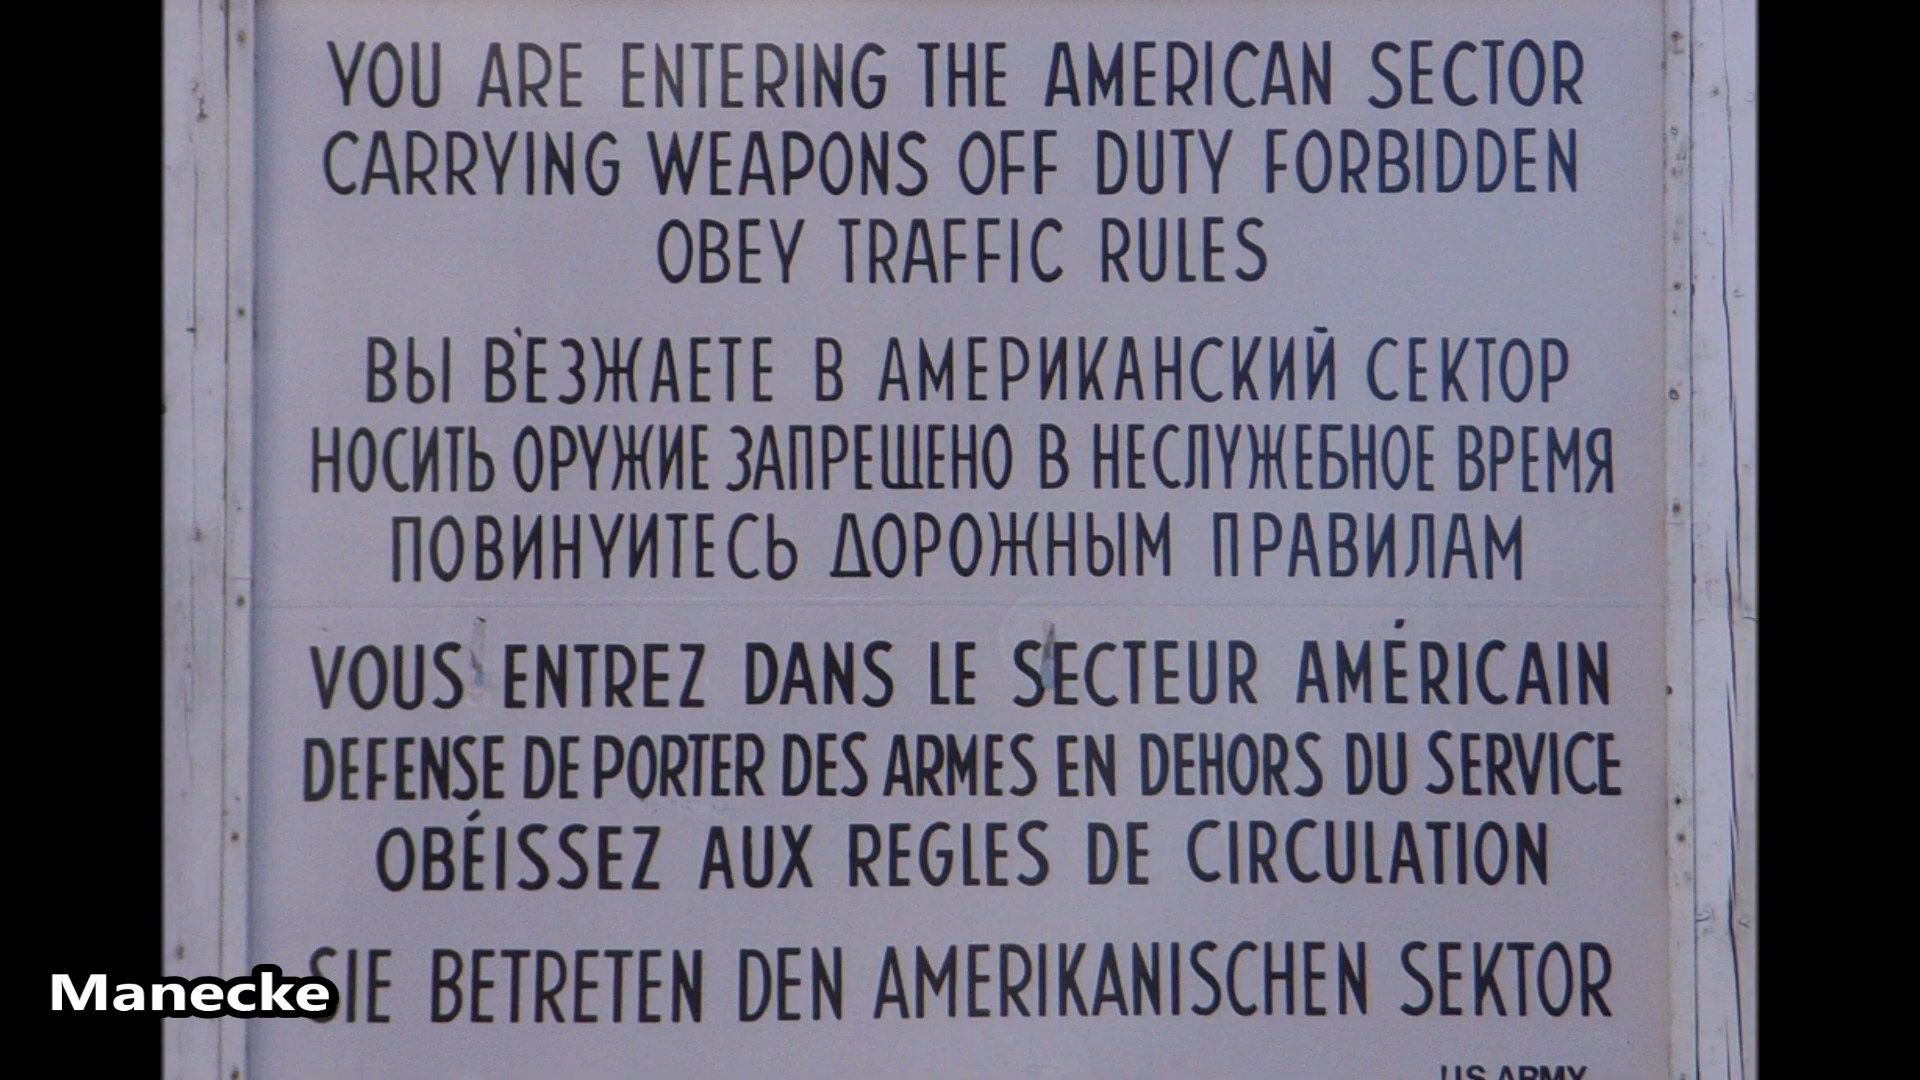 YOU ARE ENTERING THE AMERICAN SECTOR
CARRYING WEAPONS OFF DUTY FORBIDDEN
OBEY TRAFFIC RULES
ВЫ В'ЕЗЖАЕТЕ В АМЕРИКАНСКИЙ СЕКТОР
НОСИТЬ ОРУЖИЕ ЗАПРЕЩЕНО В НЕСЛУЖЕБНОЕ ВРЕМЯ
ПОВИНУИТЕСЬ ДОРОЖНЫМ ПРАВИЛАМ
VOUS ENTREZ DANS LE SECTEUR AMÉRICAIN
DEFENSE DE PORTER DES ARMES EN DEHORS DU SERVICE
OBÉISSEZ AUX REGLES DE CIRCULATION
SIE BETRETEN DEN AMERIKANISCHEN SEKTOR
US ARMY
Manecke